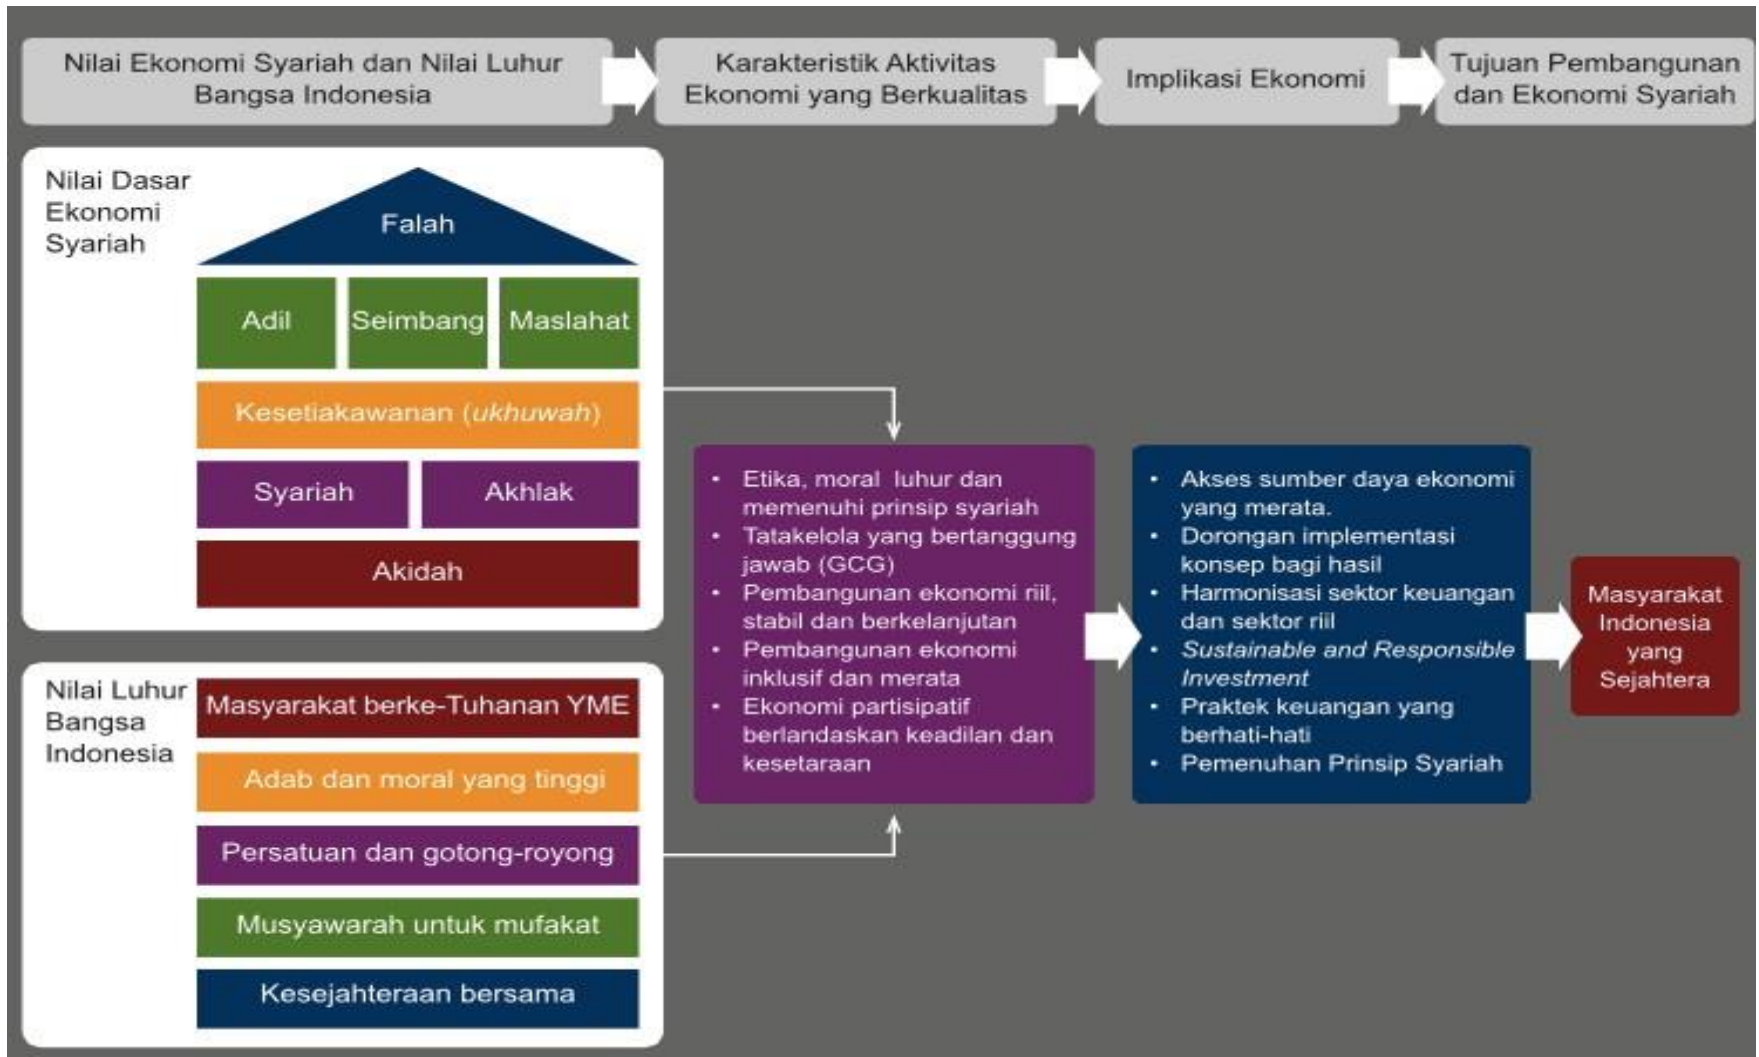 Nilai Ekonomi Syariah dan Nilai Luhur
Bangsa Indonesia
Karakteristik Aktivitas
Ekonomi yang Berkualitas
Implikasi Ekonomi
Tujuan Pembangunan
dan Ekonomi Syariah
Nilai Dasar
Ekonomi
Syariah
Falah
Adil
Seimbang
Maslahat
Kesetiakawanan (ukhuwah)
Syariah
Akhlak
Akidah
Nilai Luhur
Bangsa
Indonesia
Masyarakat berke-Tuhanan YME
Adab dan moral yang tinggi
Persatuan dan gotong-royong
Musyawarah untuk mufakat
Kesejahteraan bersama
• Etika, moral luhur dan
memenuhi prinsip syariah
• Tatakelola yang bertanggung
jawab (GCG)
• Pembangunan ekonomi riil,
stabil dan berkelanjutan
• Pembangunan ekonomi
inklusif dan merata
• Ekonomi partisipatif
berlandaskan keadilan dan
kesetaraan
• Akses sumber daya ekonomi
yang merata.
• Dorongan implementasi
konsep bagi hasil
• Harmonisasi sektor keuangan
dan sektor riil
• Sustainable and Responsible
Investment
• Praktek keuangan yang
berhati-hati
• Pemenuhan Prinsip Syariah
Masyarakat
Indonesia
yang
Sejahtera